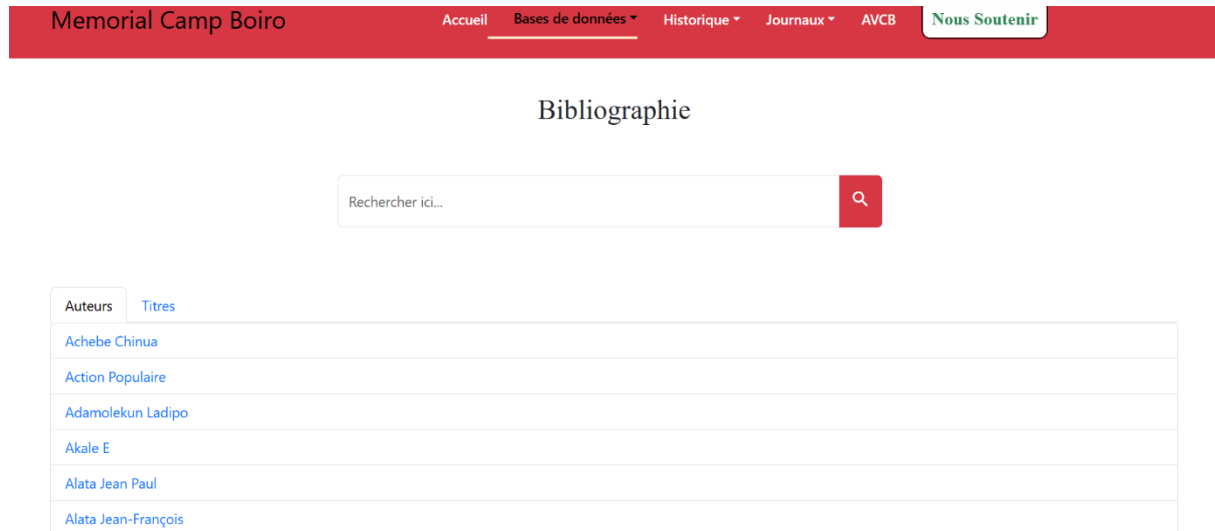 Memorial Camp Boiro Accueil Bases de données Historique Journaux AVCB Nous Soutenir
Bibliographie
Rechercher ici...
Auteurs Titres
Achebe Chinua
Action Populaire
Adamolekun Ladipo
Akale E
Alata Jean Paul
Alata Jean-François